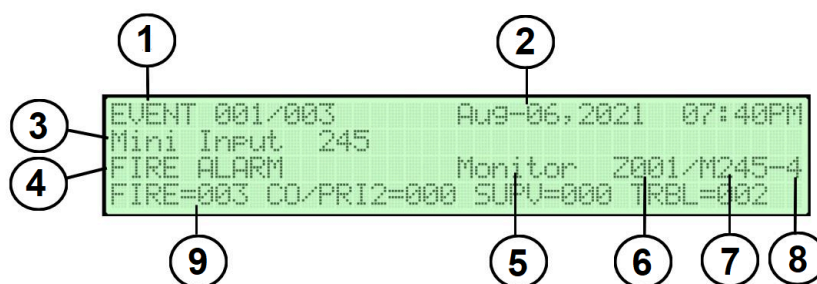 1 2
EVENT 001/003 Aug-06,2021 07:40PM
3 Mini Input 245
4 FIRE ALARM Monitor Z001/M245-4
FIRE=003 CO/PRI2=000 SUPV=000 TRBL=002
9 5 6 7 8